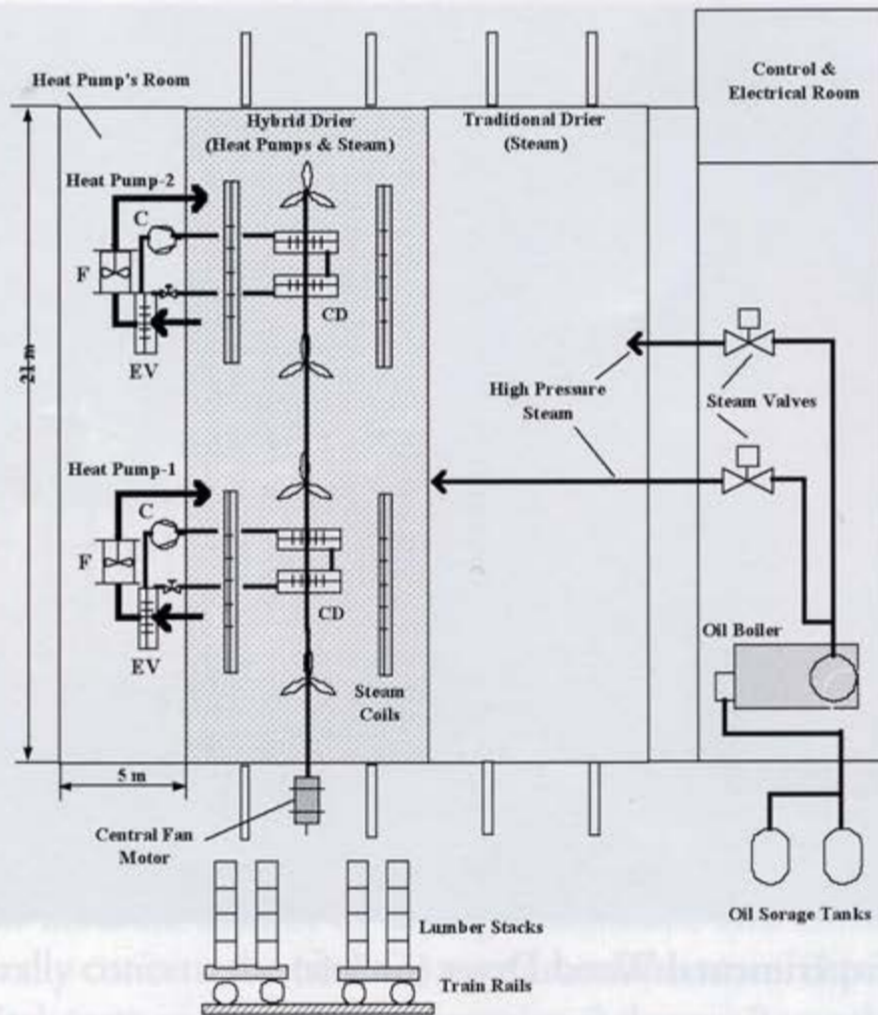 Heat Pump's Room
Control &
Electrical Room
Hybrid Drier
(Heat Pumps & Steam)
Traditional Drier
(Steam)
Heat Pump-2
C
F
CD
EV
21 m
High Pressure
Steam
Steam Valves
Heat Pump-1
C
F
CD
EV
Oil Boiler
Steam
Coils
5 m
Central Fan
Motor
Lumber Stacks
Oil Sorage Tanks
Train Rails